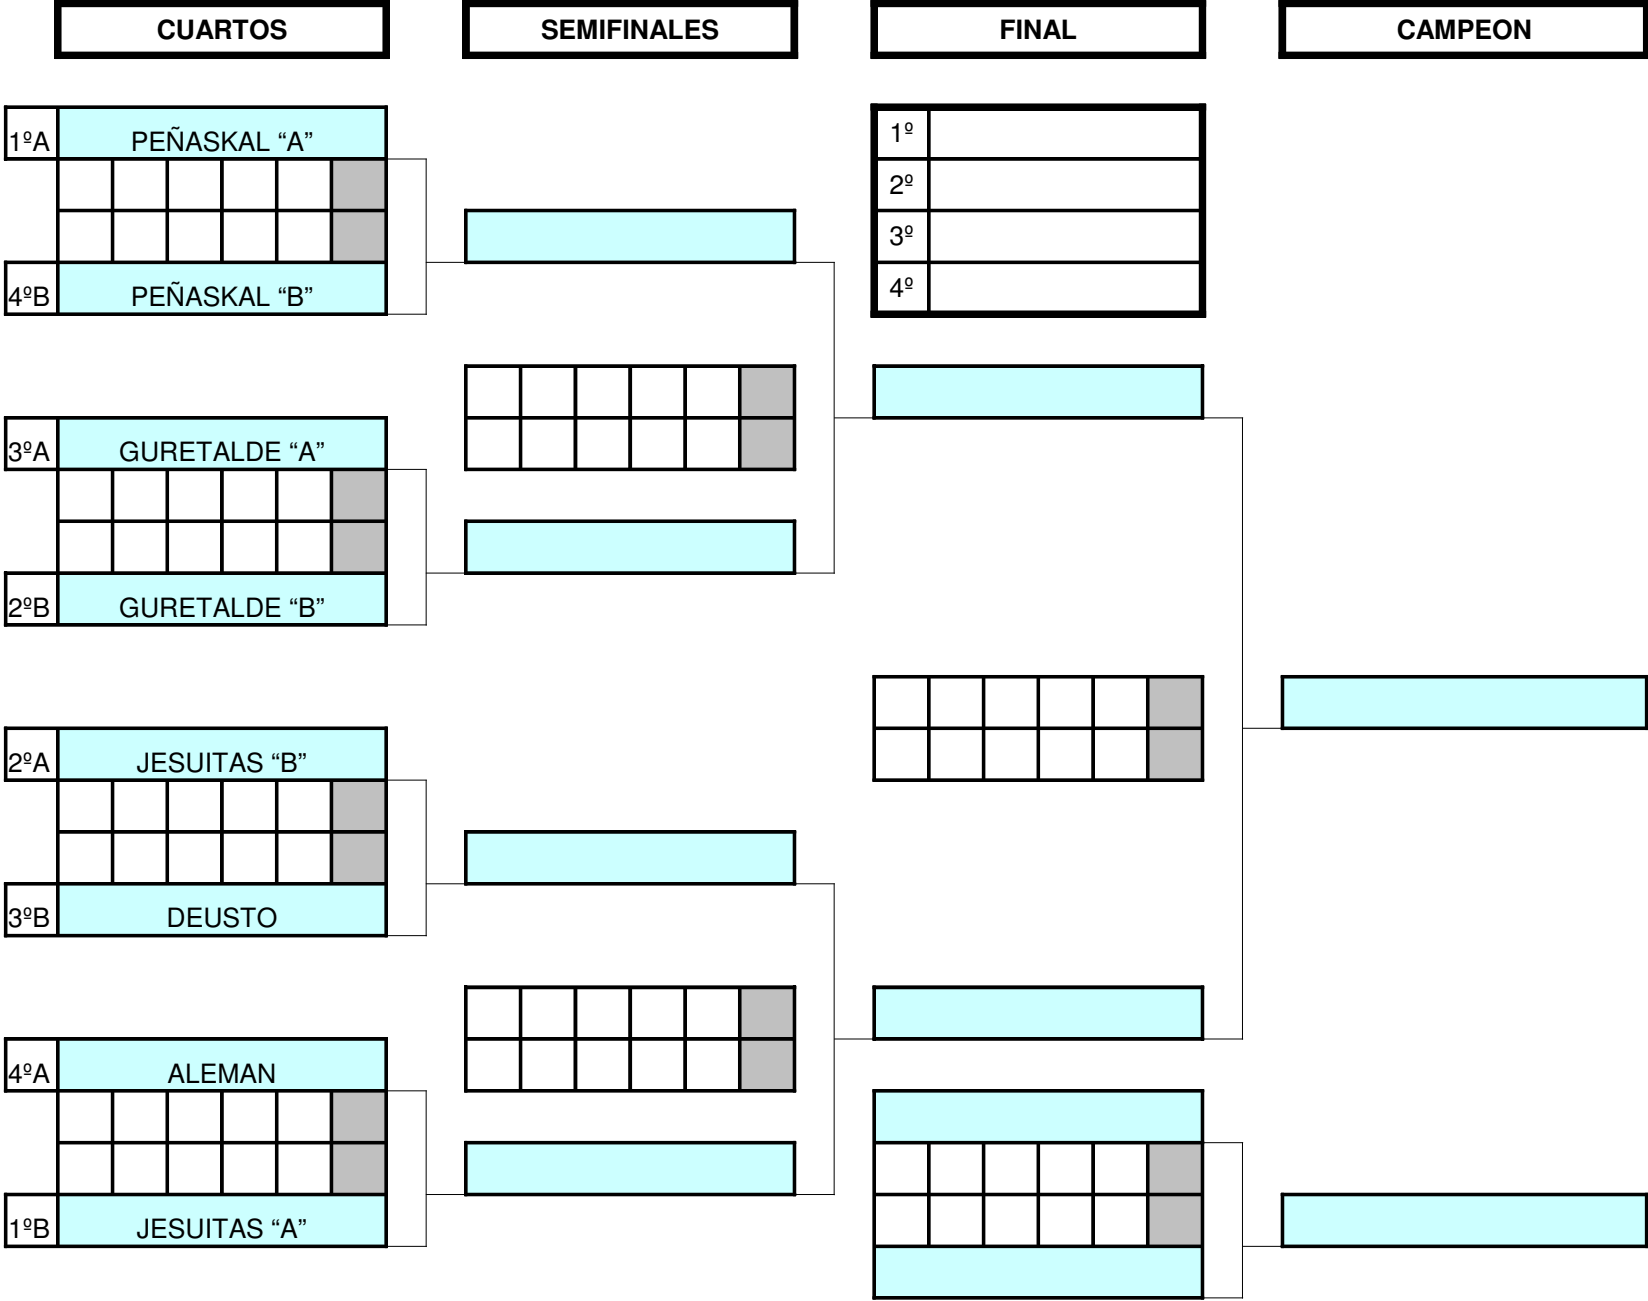 CUARTOS
SEMIFINALES
FINAL
CAMPEON
1ºA PEÑASKAL “A”
4ºB PEÑASKAL “B”
1º
2º
3º
4º
3ºA GURETALDE “A”
2ºB GURETALDE “B”
2ºA JESUITAS “B”
3ºB DEUSTO
4ºA ALEMAN
1ºB JESUITAS “A”